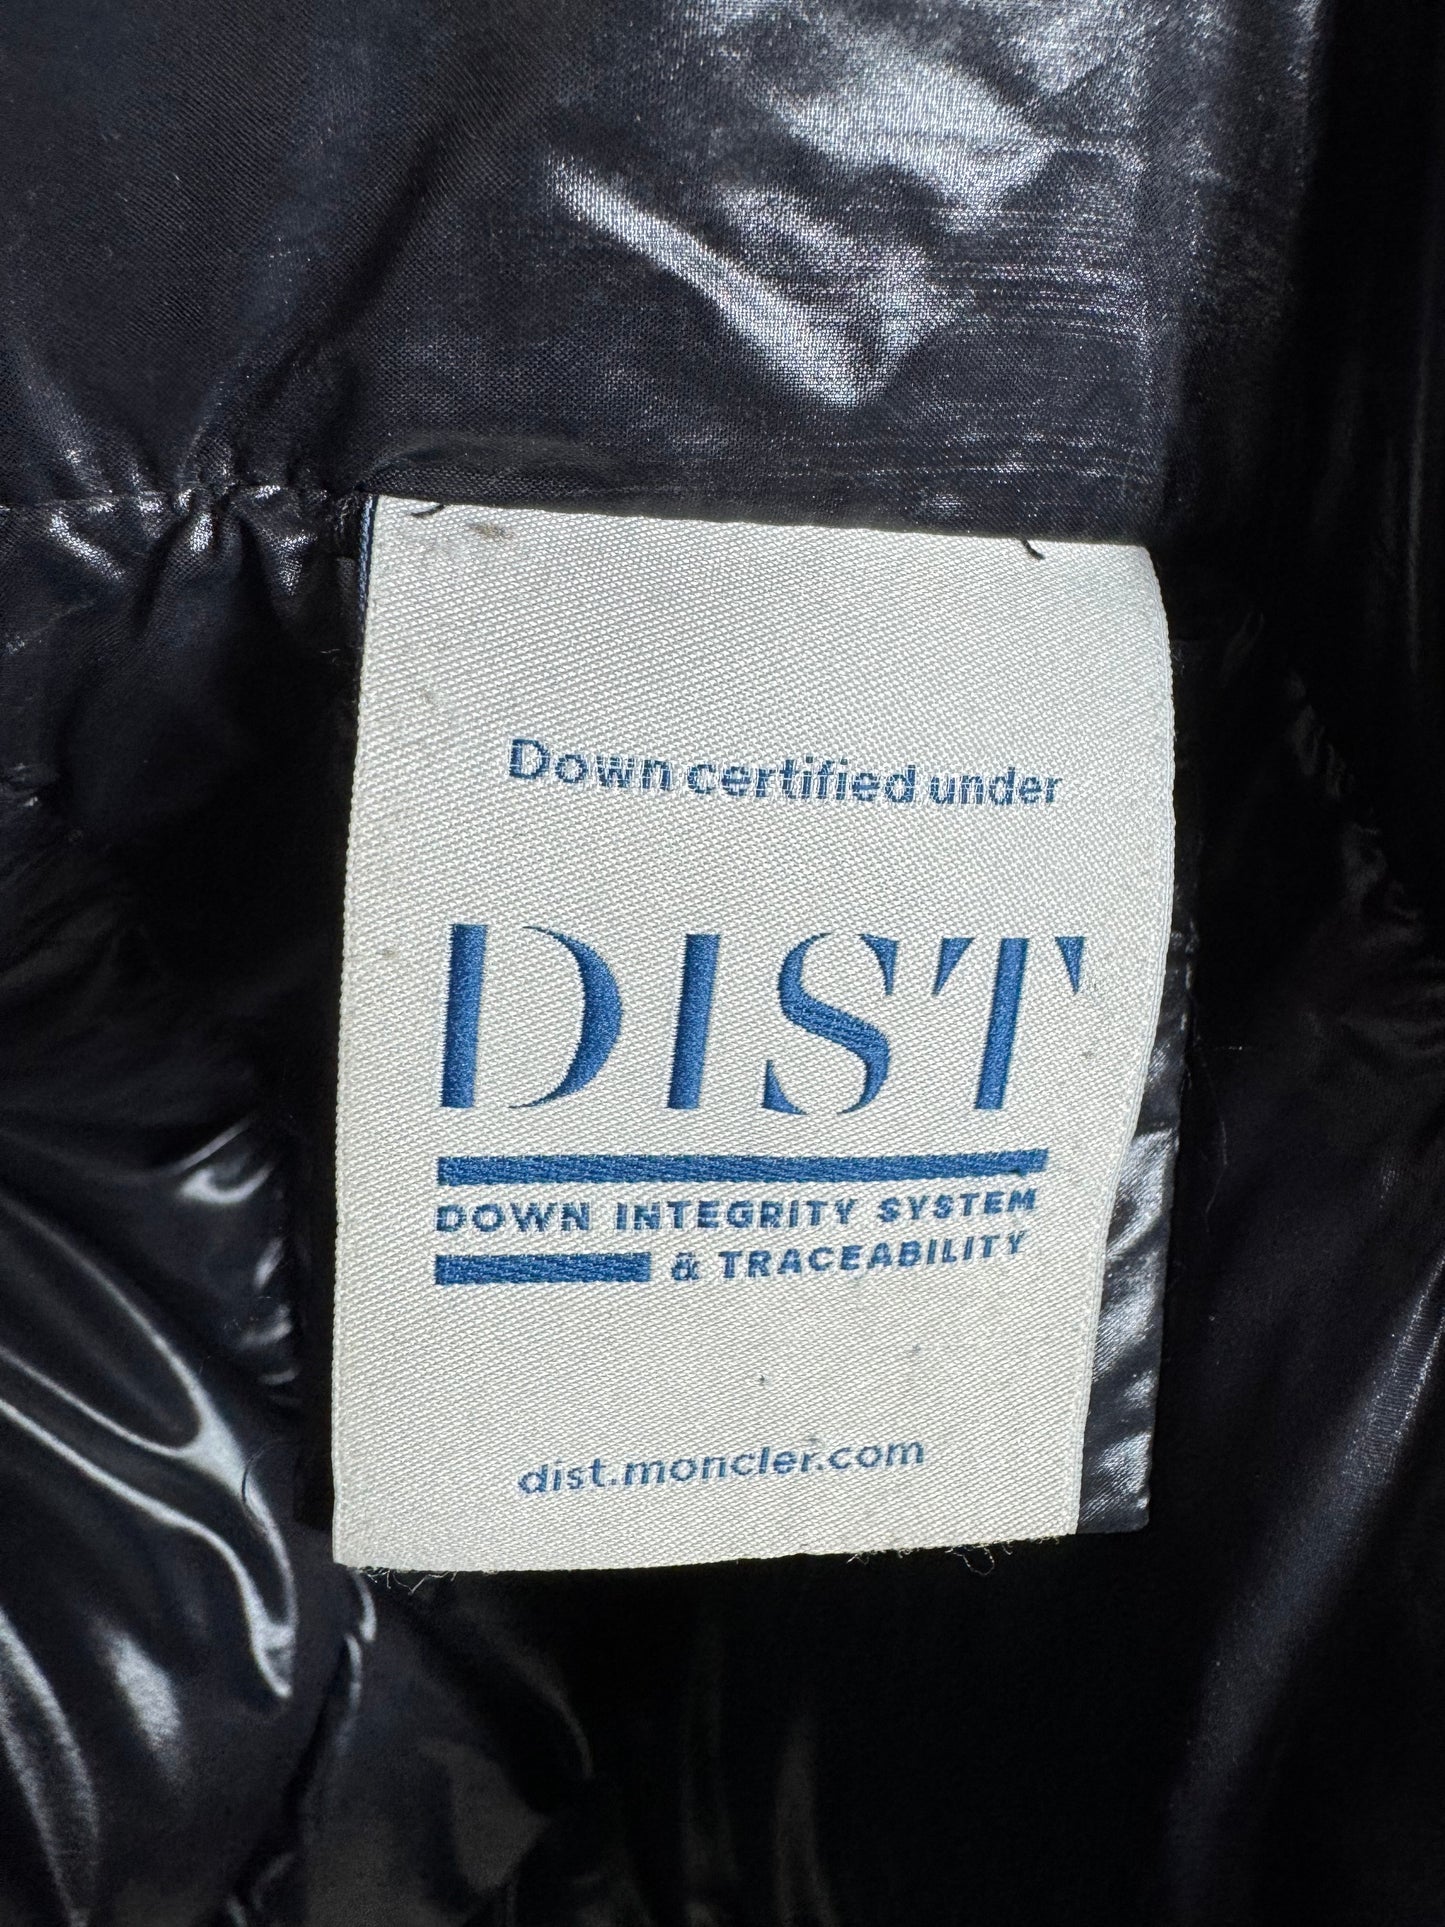 Down certified under
DIST
DOWN INTEGRITY SYSTEM
& TRACEABILITY
dist.moncler.com